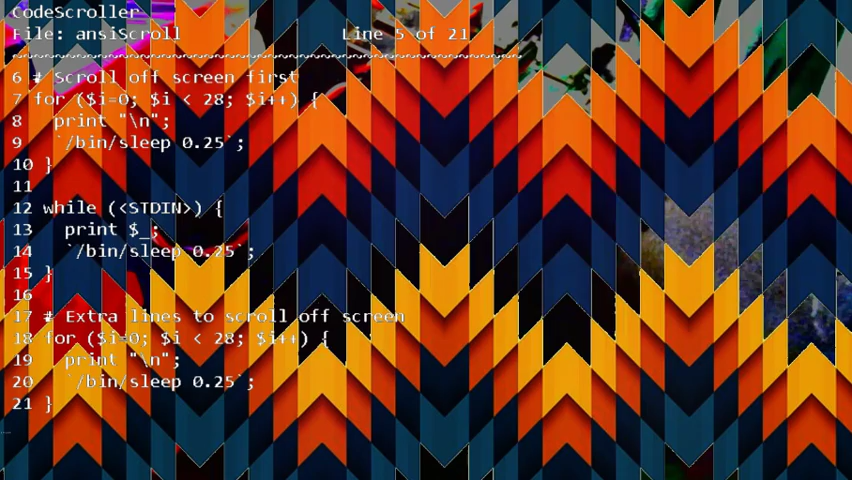 CodeScroller
File: ansiScroll Line 5 of 21
6 # Scroll off screen first
7 for ($i=0; $i < 28; $i++) {
8 print "\n";
9 `/bin/sleep 0.25`;
10 }
11
12 while (<STDIN>) {
13 print $_;
14 `/bin/sleep 0.25`;
15 }
16
17 # Extra lines to scroll off screen
18 for ($i=0; $i < 28; $i++) {
19 print "\n";
20 `/bin/sleep 0.25`;
21 }